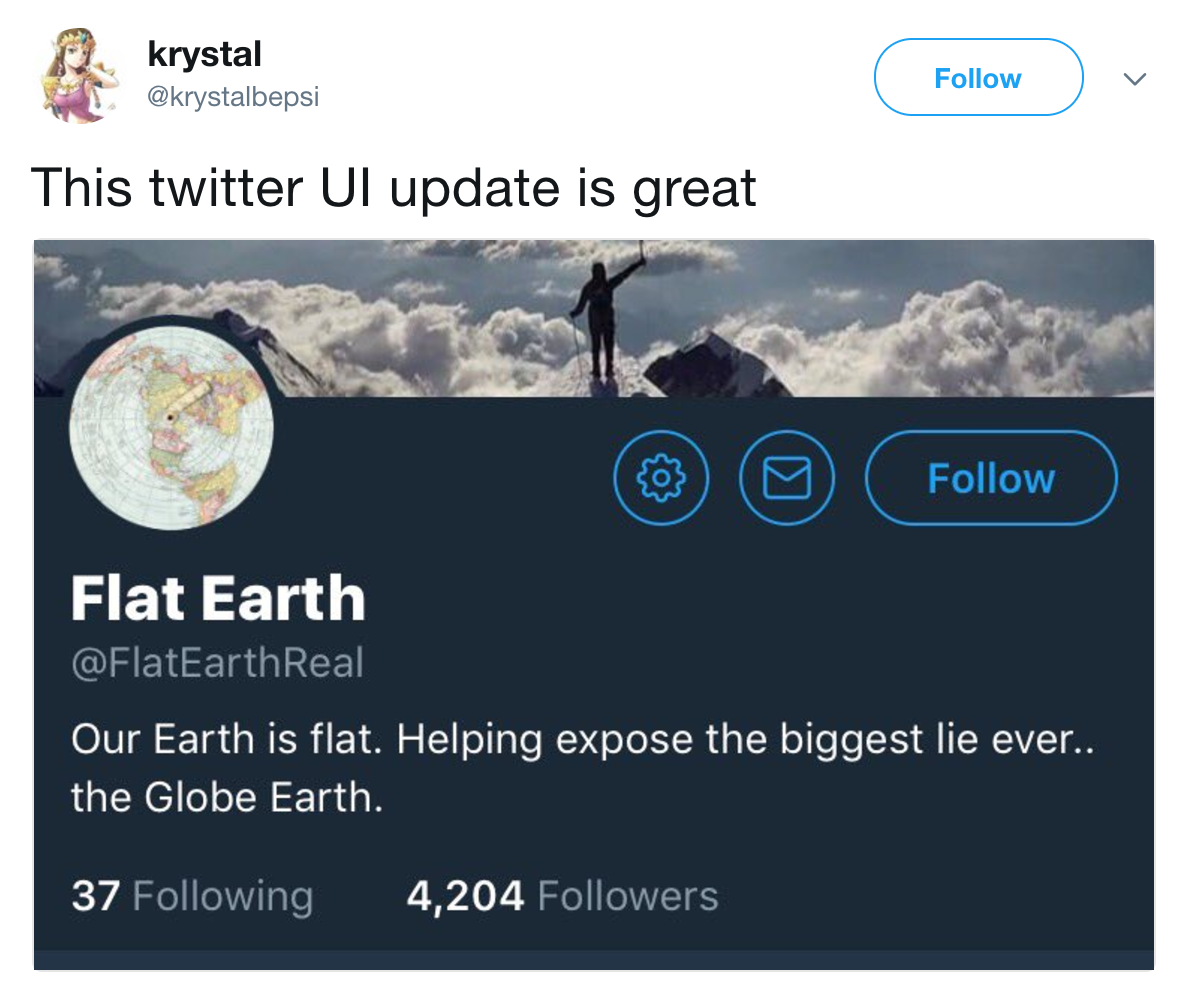 krystal
@krystalbepsi
Follow
This twitter UI update is great
Follow
Flat Earth
@FlatEarthReal
Our Earth is flat. Helping expose the biggest lie ever..
the Globe Earth.
37 Following 4,204 Followers